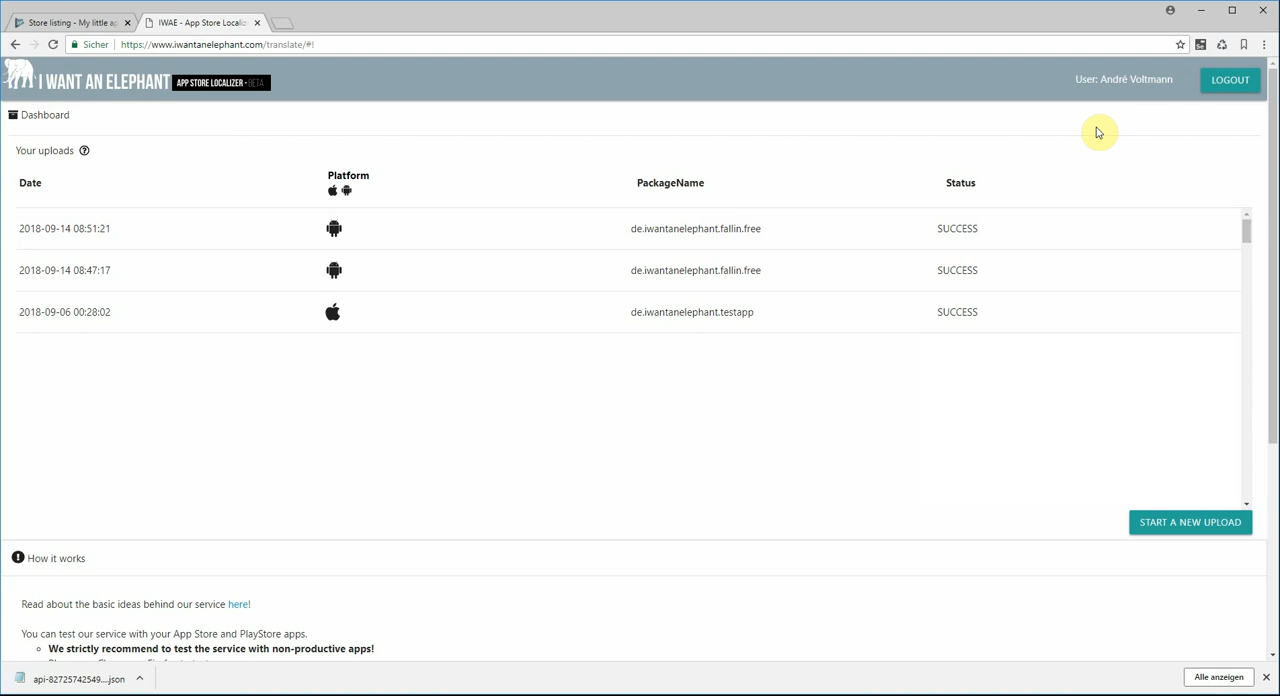 Store listing - My little ap
IWAE - App Store Localiz
Sicher https://www.iwantanelephant.com/translate/#!
I WANT AN ELEPHANT APP STORE LOCALIZER - BETA
User: André Voltmann
LOGOUT
Dashboard
Your uploads
Date Platform PackageName Status
2018-09-14 08:51:21 de.iwantanelephant.fallin.free SUCCESS
2018-09-14 08:47:17 de.iwantanelephant.fallin.free SUCCESS
2018-09-06 00:28:02 de.iwantanelephant.testapp SUCCESS
START A NEW UPLOAD
How it works
Read about the basic ideas behind our service here!
You can test our service with your App Store and PlayStore apps.
We strictly recommend to test the service with non-productive apps!
api-82725742549....json
Alle anzeigen